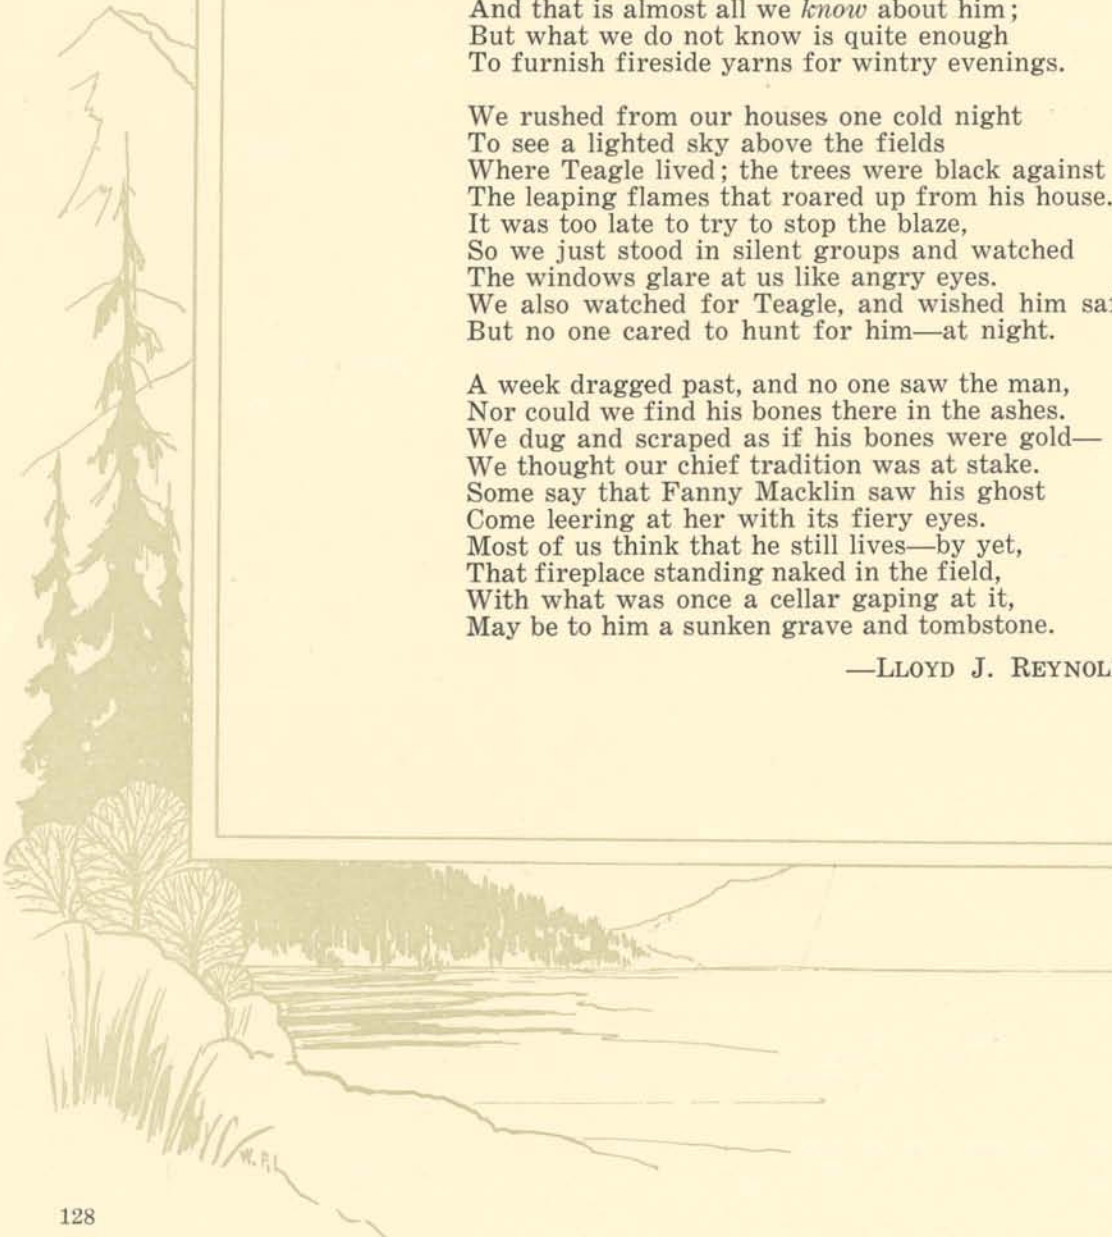 And that is almost all we know about him;
But what we do not know is quite enough
To furnish fireside yarns for wintry evenings.
We rushed from our houses one cold night
To see a lighted sky above the fields
Where Teagle lived; the trees were black against
The leaping flames that roared up from his house.
It was too late to try to stop the blaze,
So we just stood in silent groups and watched
The windows glare at us like angry eyes.
We also watched for Teagle, and wished him
But no one cared to hunt for him—at night.
A week dragged past, and no one saw the man,
Nor could we find his bones there in the ashes.
We dug and scraped as if his bones were gold—
We thought our chief tradition was at stake.
Some say that Fanny Macklin saw his ghost
Come leering at her with its fiery eyes.
Most of us think that he still lives—by yet,
That fireplace standing naked in the field,
With what was once a cellar gaping at it,
May be to him a sunken grave and tombstone.
—LLOYD J. REYNOL
128